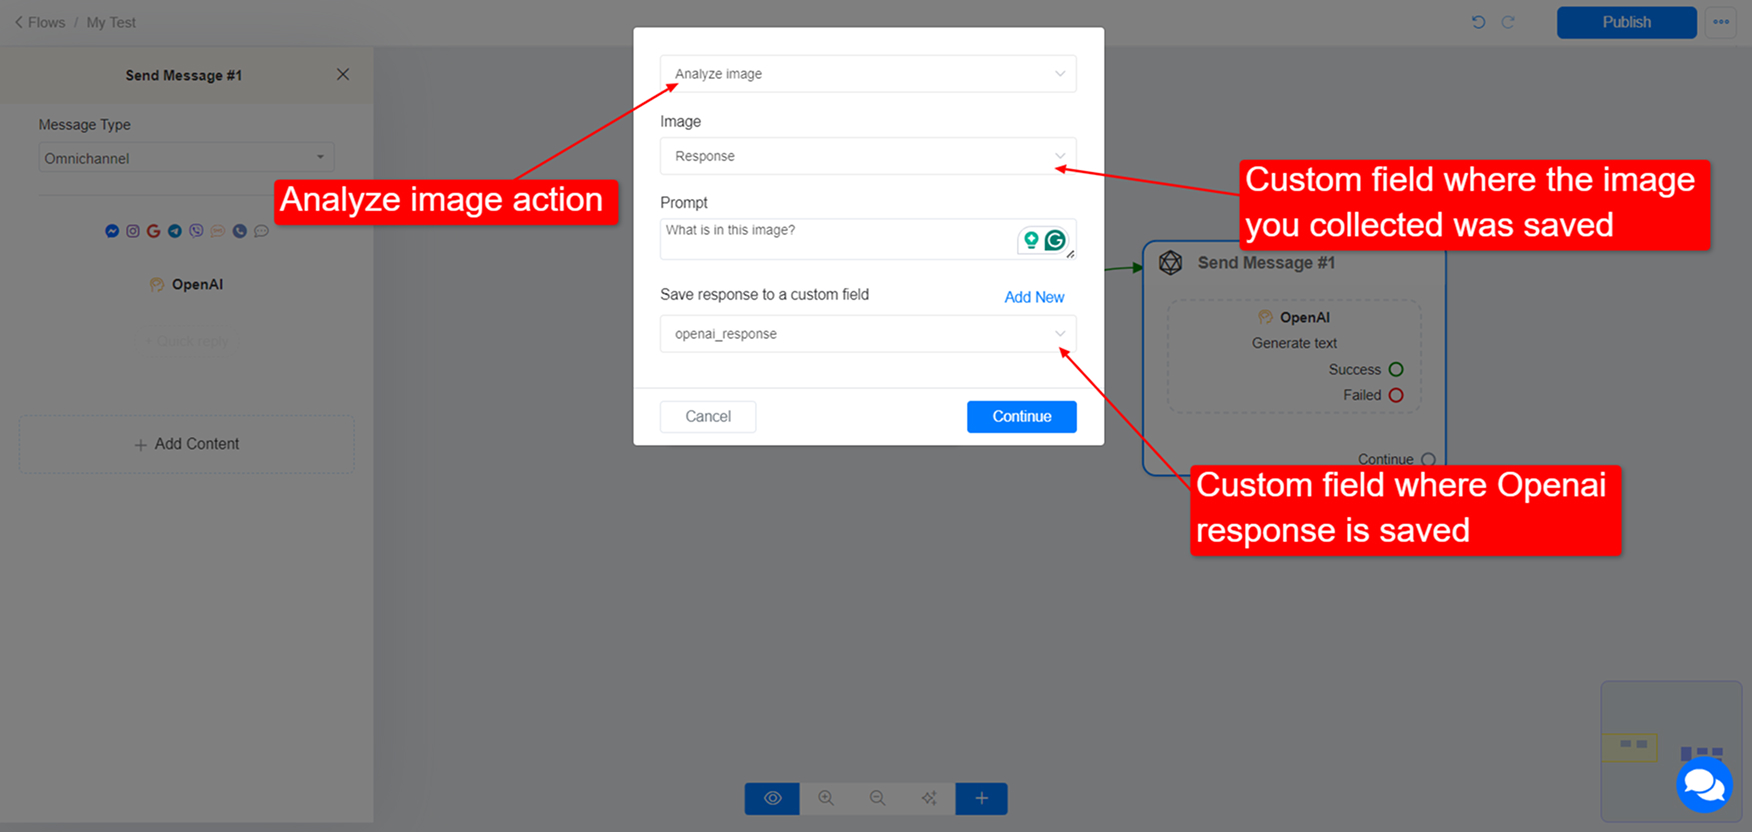 Flows / My Test
Publish
Send Message #1
Message Type
Omnichannel
OpenAI
+ Quick reply
+ Add Content
Analyze image
Image
Response
Prompt
What is in this image?
Save response to a custom field
Add New
openai_response
Cancel
Continue
Analyze image action
Custom field where the image
you collected was saved
Send Message #1
OpenAI
Generate text
Success
Failed
Continue
Custom field where Openai
response is saved